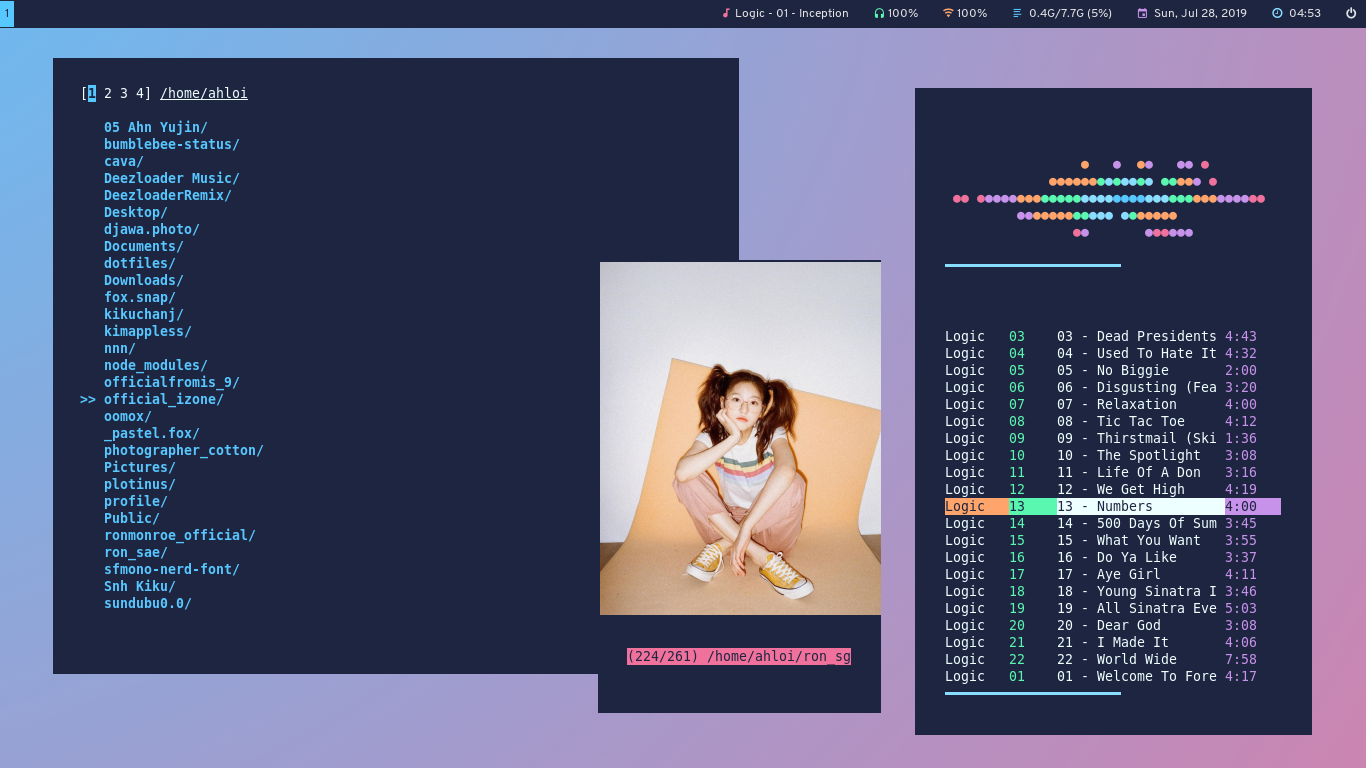 1
Logic - 01 - Inception 100% 100% 0.4G/7.7G (5%) Sun, Jul 28, 2019 04:53
[1 2 3 4] /home/ahloi
05 Ahn Yujin/
bumblebee-status/
cava/
Deezloader Music/
DeezloaderRemix/
Desktop/
djawa.photo/
Documents/
dotfiles/
Downloads/
fox.snap/
kikuchanj/
kimappless/
nnn/
node_modules/
officialfromis_9/
>> official_izone/
oomox/
_pastel.fox/
photographer_cotton/
Pictures/
plotinus/
profile/
Public/
ronmonroe_official/
ron_sae/
sfmono-nerd-font/
Snh Kiku/
sundubu0.0/
(224/261) /home/ahloi/ron_sg
Logic 03 03 - Dead Presidents 4:43
Logic 04 04 - Used To Hate It 4:32
Logic 05 05 - No Biggie 2:00
Logic 06 06 - Disgusting (Fea 3:20
Logic 07 07 - Relaxation 4:00
Logic 08 08 - Tic Tac Toe 4:12
Logic 09 09 - Thirstmail (Ski 1:36
Logic 10 10 - The Spotlight 3:08
Logic 11 11 - Life Of A Don 3:16
Logic 12 12 - We Get High 4:19
Logic 13 13 - Numbers 4:00
Logic 14 14 - 500 Days Of Sum 3:45
Logic 15 15 - What You Want 3:55
Logic 16 16 - Do Ya Like 3:37
Logic 17 17 - Aye Girl 4:11
Logic 18 18 - Young Sinatra I 3:46
Logic 19 19 - All Sinatra Eve 5:03
Logic 20 20 - Dear God 3:08
Logic 21 21 - I Made It 4:06
Logic 22 22 - World Wide 7:58
Logic 01 01 - Welcome To Fore 4:17